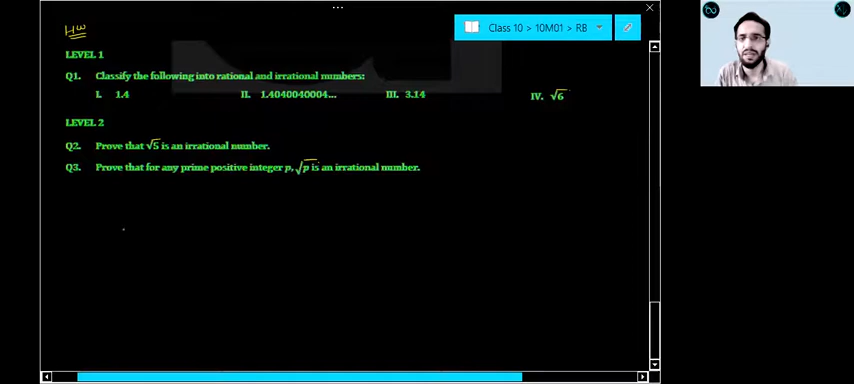 Class 10 > 10M01 > RB
HW
LEVEL 1
Q1. Classify the following into rational and irrational numbers:
I. 1.4 II. 1.4040040004... III. 3.14 IV. √6
LEVEL 2
Q2. Prove that √5 is an irrational number.
Q3. Prove that for any prime positive integer p, √p is an irrational number.